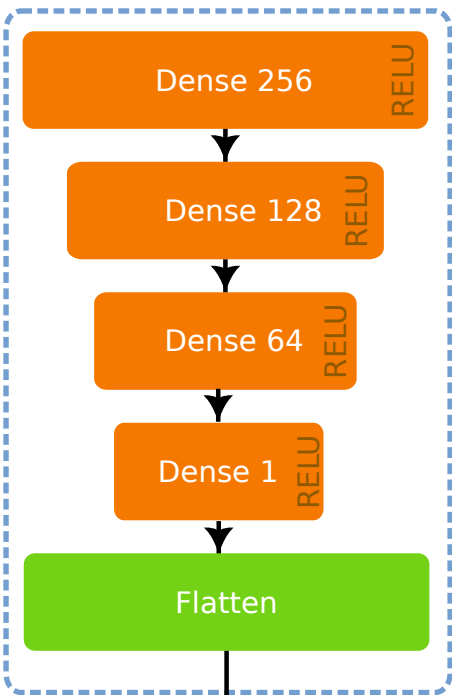 Dense 256
RELU
Dense 128
RELU
Dense 64
RELU
Dense 1
RELU
Flatten